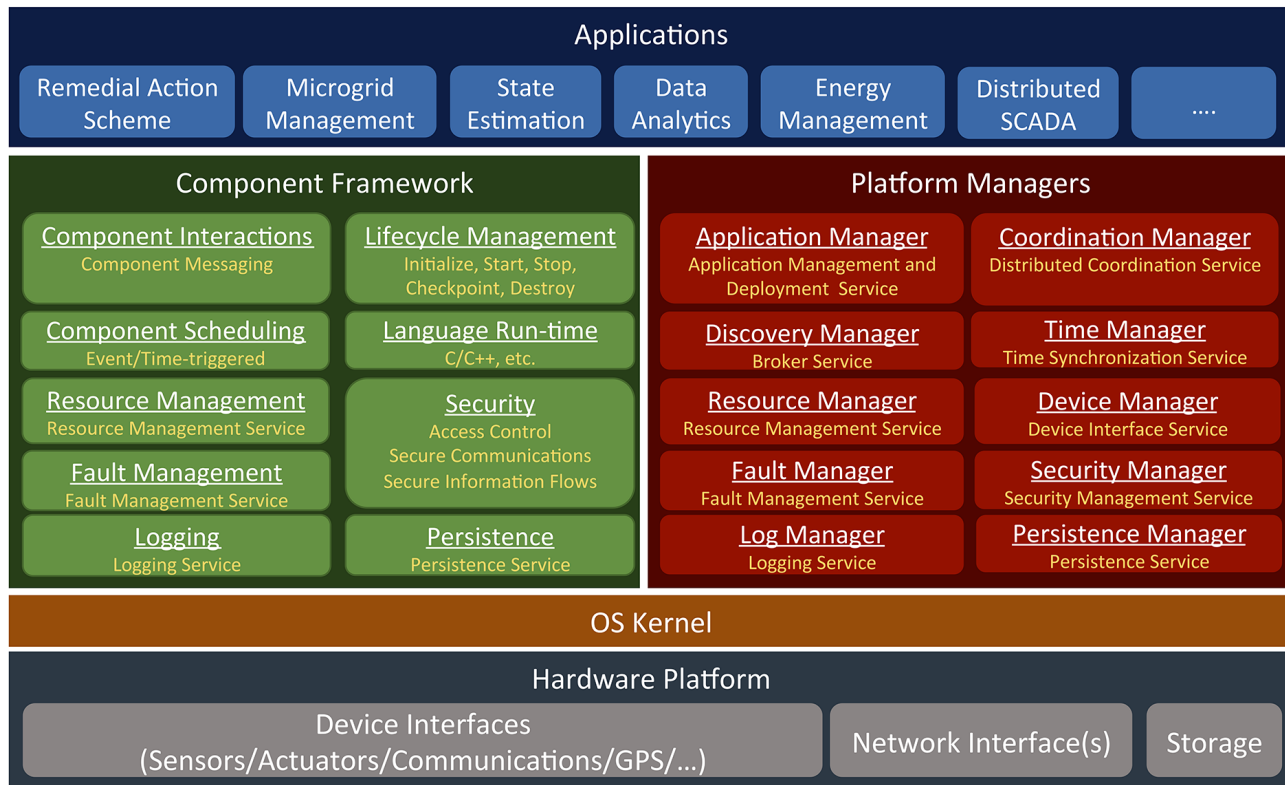 Applications
Remedial Action
Scheme
Microgrid
Management
State
Estimation
Data
Analytics
Energy
Management
Distributed
SCADA
....
Component Framework
Component Interactions
Component Messaging
Lifecycle Management
Initialize, Start, Stop,
Checkpoint, Destroy
Component Scheduling
Event/Time-triggered
Language Run-time
C/C++, etc.
Resource Management
Resource Management Service
Security
Access Control
Secure Communications
Secure Information Flows
Fault Management
Fault Management Service
Logging
Logging Service
Persistence
Persistence Service
Platform Managers
Application Manager
Application Management and
Deployment Service
Coordination Manager
Distributed Coordination Service
Discovery Manager
Broker Service
Time Manager
Time Synchronization Service
Resource Manager
Resource Management Service
Device Manager
Device Interface Service
Fault Manager
Fault Management Service
Security Manager
Security Management Service
Log Manager
Logging Service
Persistence Manager
Persistence Service
OS Kernel
Hardware Platform
Device Interfaces
(Sensors/Actuators/Communications/GPS/...)
Network Interface(s)
Storage